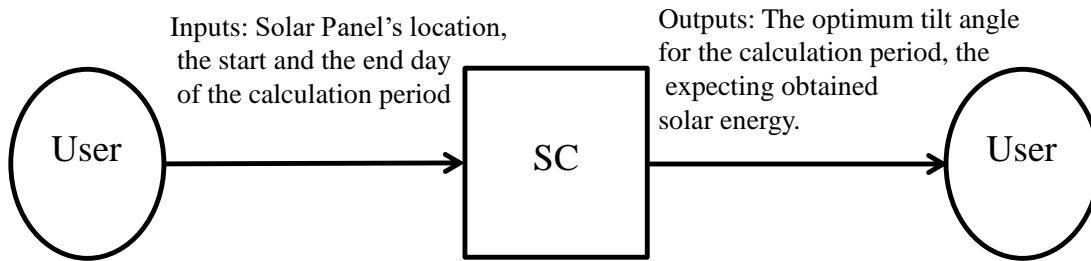 Inputs: Solar Panel's location,
the start and the end day
of the calculation period
Outputs: The optimum tilt angle
for the calculation period, the
expecting obtained
solar energy.
User
SC
User